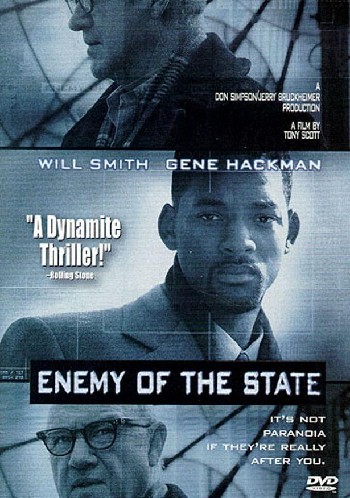 A
DON SIMPSON/JERRY BRUCKHEIMER
PRODUCTION
A FILM BY
TONY SCOTT
WILL SMITH GENE HACKMAN
"A Dynamite
Thriller!"
–Rolling Stone
ENEMY OF THE STATE
IT'S NOT
PARANOIA
IF THEY'RE REALLY
AFTER YOU.
DVD